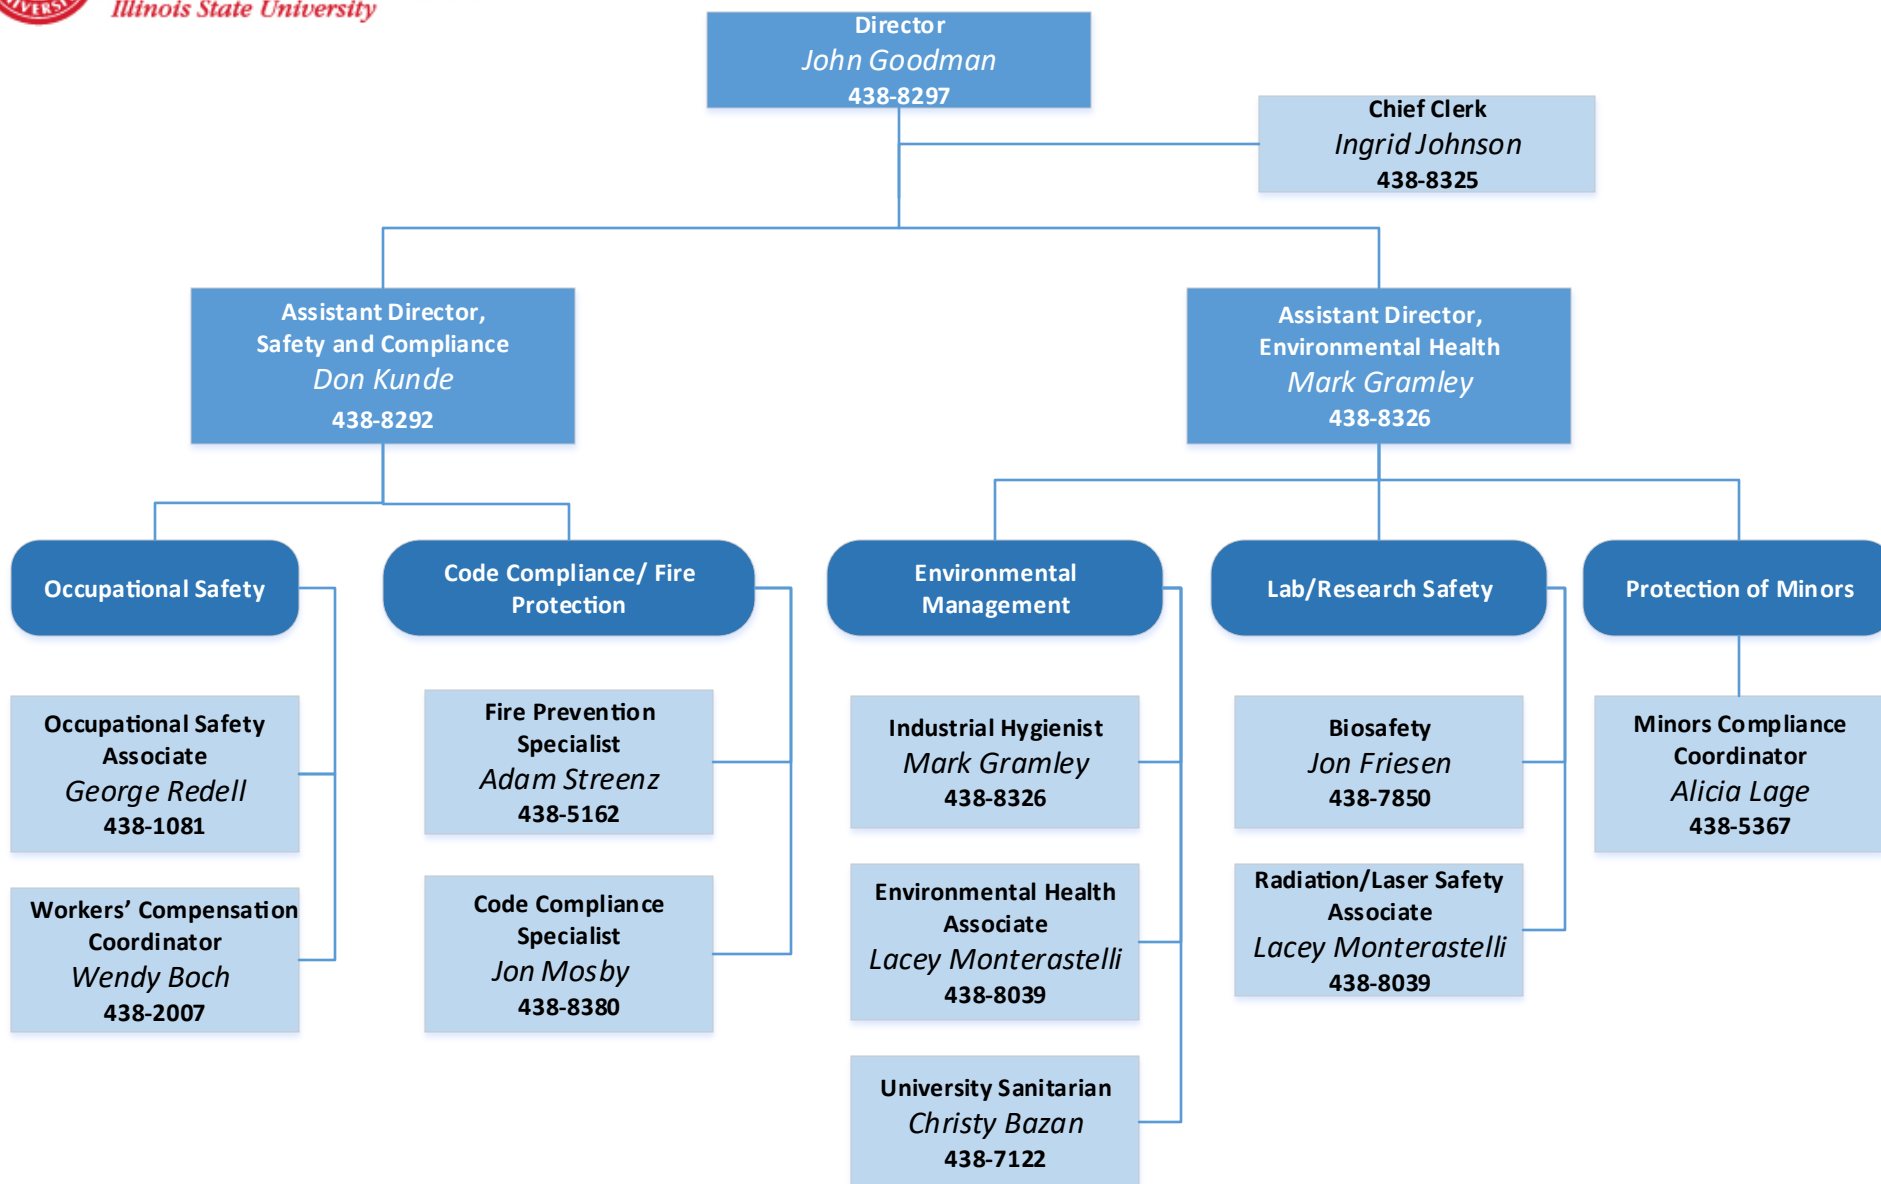 Illinois State University
Director
John Goodman
438-8297
Chief Clerk
Ingrid Johnson
438-8325
Assistant Director,
Safety and Compliance
Don Kunde
438-8292
Assistant Director,
Environmental Health
Mark Gramley
438-8326
Occupational Safety
Code Compliance/ Fire
Protection
Environmental
Management
Lab/Research Safety
Protection of Minors
Occupational Safety
Associate
George Redell
438-1081
Workers’ Compensation
Coordinator
Wendy Boch
438-2007
Fire Prevention
Specialist
Adam Streenz
438-5162
Code Compliance
Specialist
Jon Mosby
438-8380
Industrial Hygienist
Mark Gramley
438-8326
Environmental Health
Associate
Lacey Monterastelli
438-8039
University Sanitarian
Christy Bazan
438-7122
Biosafety
Jon Friesen
438-7850
Radiation/Laser Safety
Associate
Lacey Monterastelli
438-8039
Minors Compliance
Coordinator
Alicia Lage
438-5367